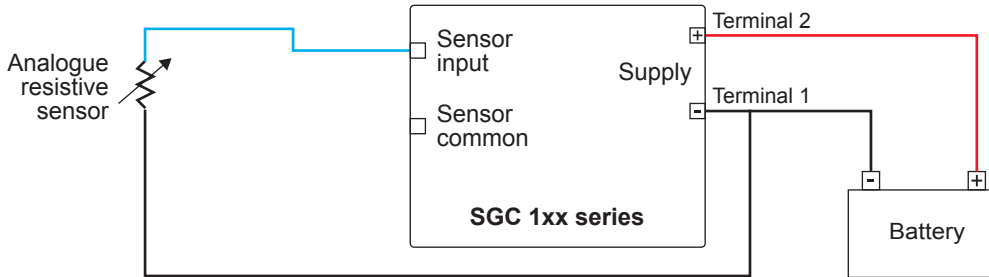 Analogue
resistive
sensor
Sensor
input
Sensor
common
Supply
+
-
SGC 1xx series
Terminal 2
Terminal 1
-
+
Battery